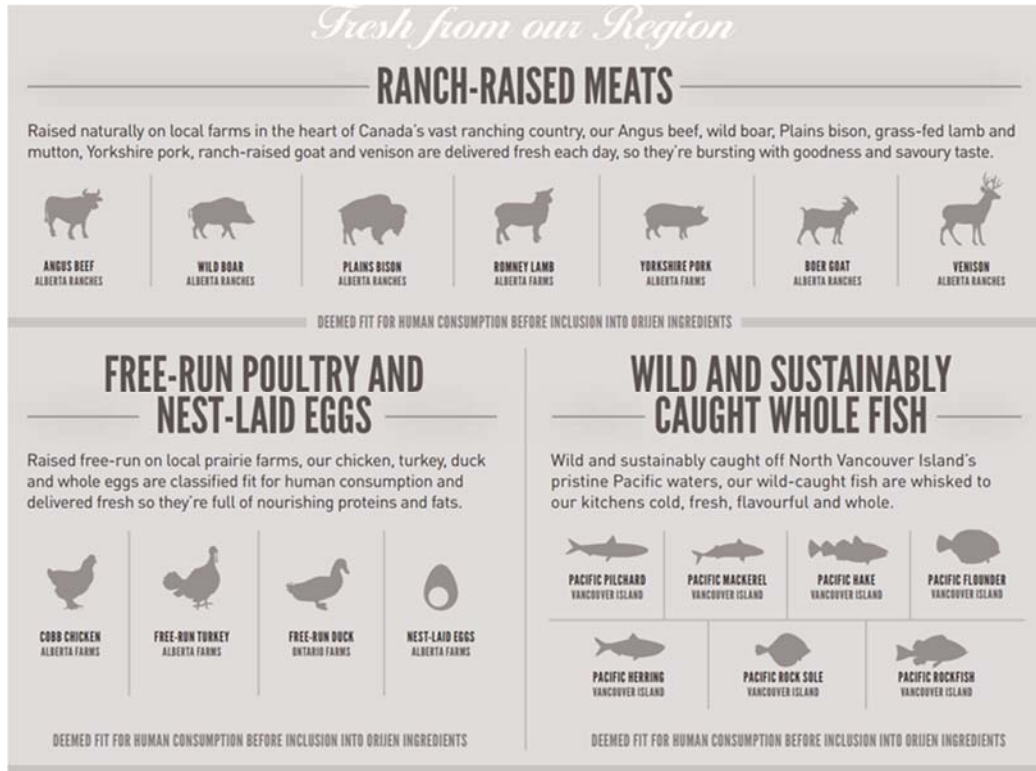 Fresh from our Region
RANCH-RAISED MEATS
Raised naturally on local farms in the heart of Canada's vast ranching country, our Angus beef, wild boar, Plains bison, grass-fed lamb and
mutton, Yorkshire pork, ranch-raised goat and venison are delivered fresh each day, so they're bursting with goodness and savoury taste.
ANGUS BEEF
ALBERTA RANCHES
WILD BOAR
ALBERTA RANCHES
PLAINS BISON
ALBERTA RANCHES
ROMNEY LAMB
ALBERTA FARMS
YORKSHIRE PORK
ALBERTA FARMS
BOER GOAT
ALBERTA RANCHES
VENISON
ALBERTA RANCHES
DEEMED FIT FOR HUMAN CONSUMPTION BEFORE INCLUSION INTO ORIJEN INGREDIENTS
FREE-RUN POULTRY AND
NEST-LAID EGGS
Raised free-run on local prairie farms, our chicken, turkey, duck
and whole eggs are classified fit for human consumption and
delivered fresh so they're full of nourishing proteins and fats.
COBB CHICKEN
ALBERTA FARMS
FREE-RUN TURKEY
ALBERTA FARMS
FREE-RUN DUCK
ONTARIO FARMS
NEST-LAID EGGS
ALBERTA FARMS
DEEMED FIT FOR HUMAN CONSUMPTION BEFORE INCLUSION INTO ORIJEN INGREDIENTS
WILD AND SUSTAINABLY
CAUGHT WHOLE FISH
Wild and sustainably caught off North Vancouver Island's
pristine Pacific waters, our wild-caught fish are whisked to
our kitchens cold, fresh, flavourful and whole.
PACIFIC PILCHARD
VANCOUVER ISLAND
PACIFIC MACKEREL
VANCOUVER ISLAND
PACIFIC HAKE
VANCOUVER ISLAND
PACIFIC FLOUNDER
VANCOUVER ISLAND
PACIFIC HERRING
VANCOUVER ISLAND
PACIFIC ROCK SOLE
VANCOUVER ISLAND
PACIFIC ROCKFISH
VANCOUVER ISLAND
DEEMED FIT FOR HUMAN CONSUMPTION BEFORE INCLUSION INTO ORIJEN INGREDIENTS